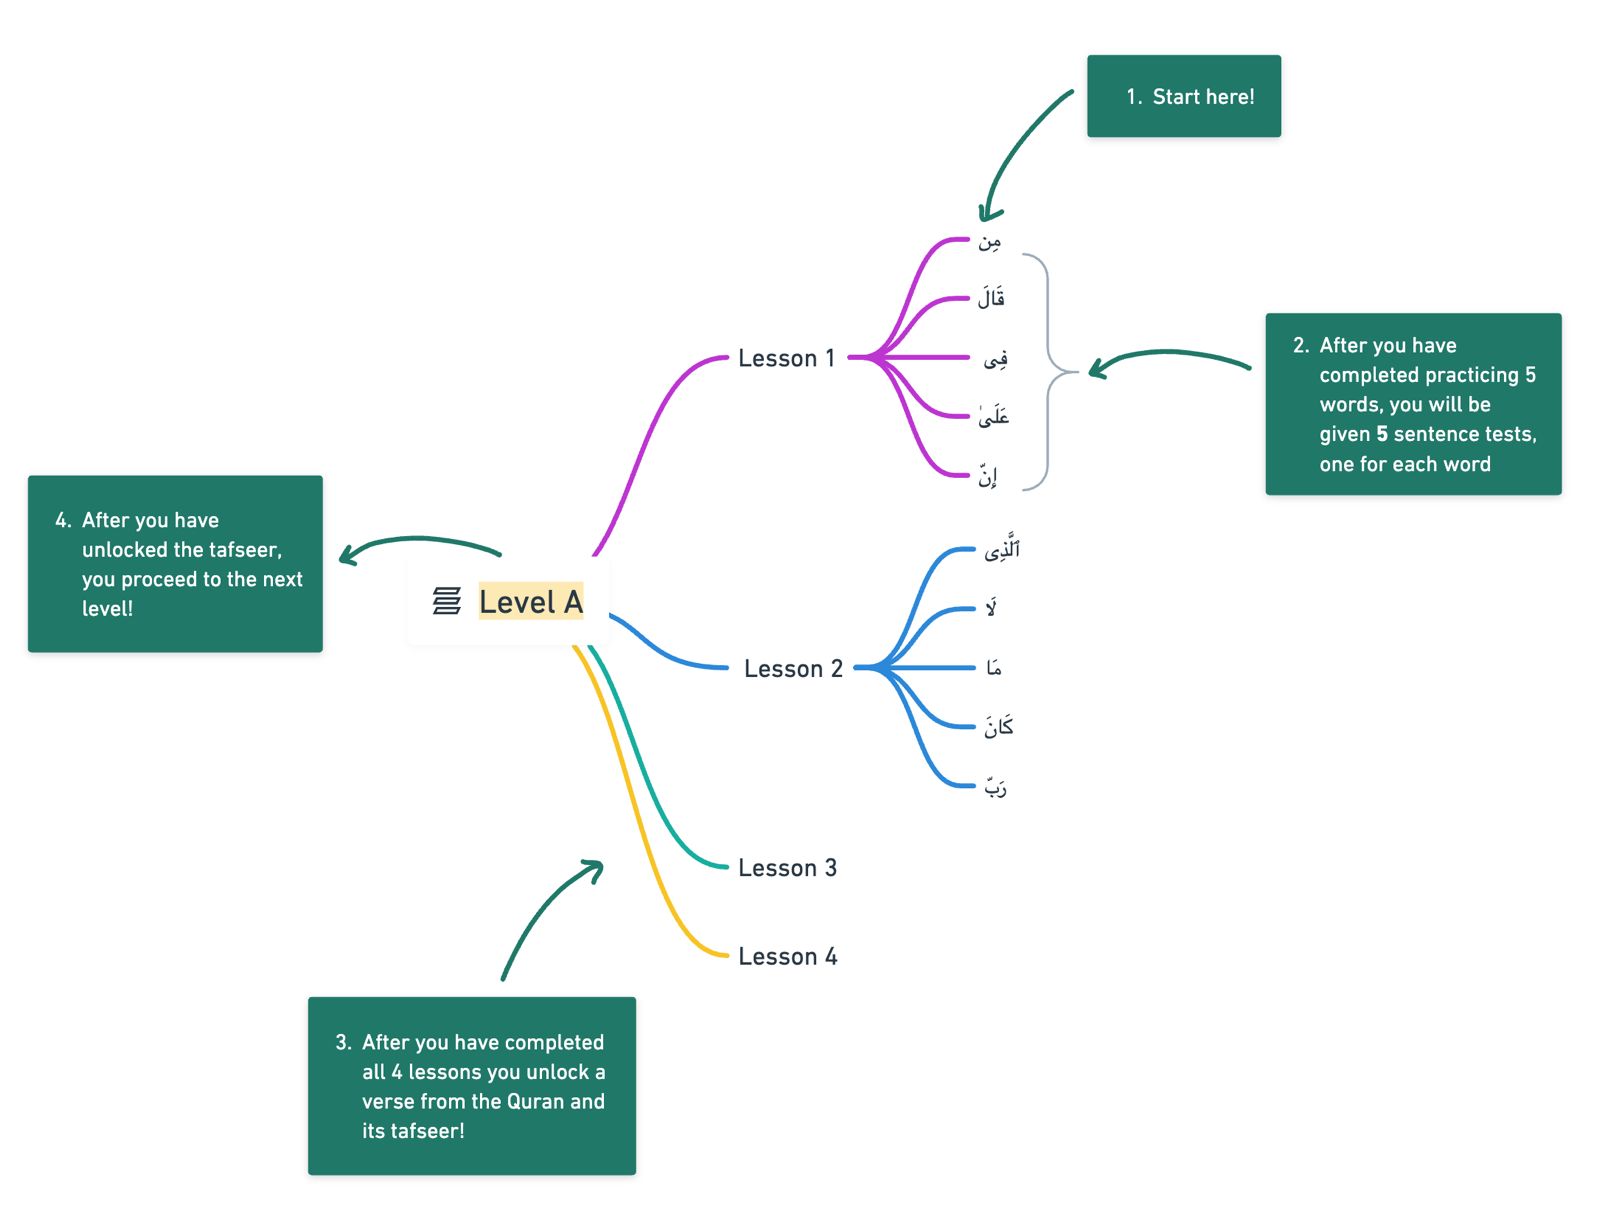 1. Start here!
مِن
قَالَ
فِى
عَلَىٰ
إِنّ
Lesson 1
2. After you have
completed practicing 5
words, you will be
given 5 sentence tests,
one for each word
4. After you have
unlocked the tafseer,
you proceed to the next
level!
Level A
ٱلَّذِى
لَا
مَا
كَانَ
رَبّ
Lesson 2
Lesson 3
Lesson 4
3. After you have completed
all 4 lessons you unlock a
verse from the Quran and
its tafseer!